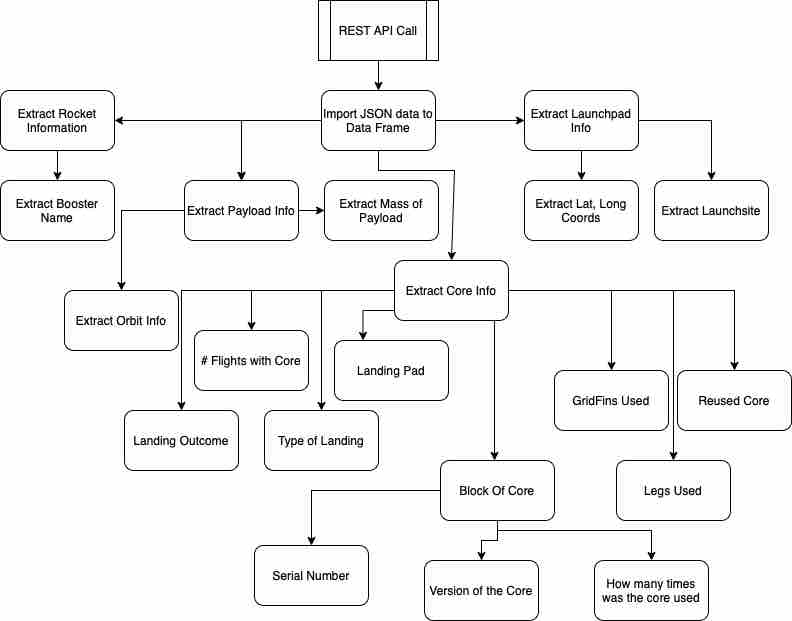 REST API Call
Extract Rocket
Information
Import JSON data to
Data Frame
Extract Launchpad
Info
Extract Booster
Name
Extract Payload Info
Extract Mass of
Payload
Extract Lat, Long
Coords
Extract Launchsite
Extract Core Info
Extract Orbit Info
# Flights with Core
Landing Pad
GridFins Used
Reused Core
Landing Outcome
Type of Landing
Block Of Core
Legs Used
Serial Number
Version of the Core
How many times
was the core used